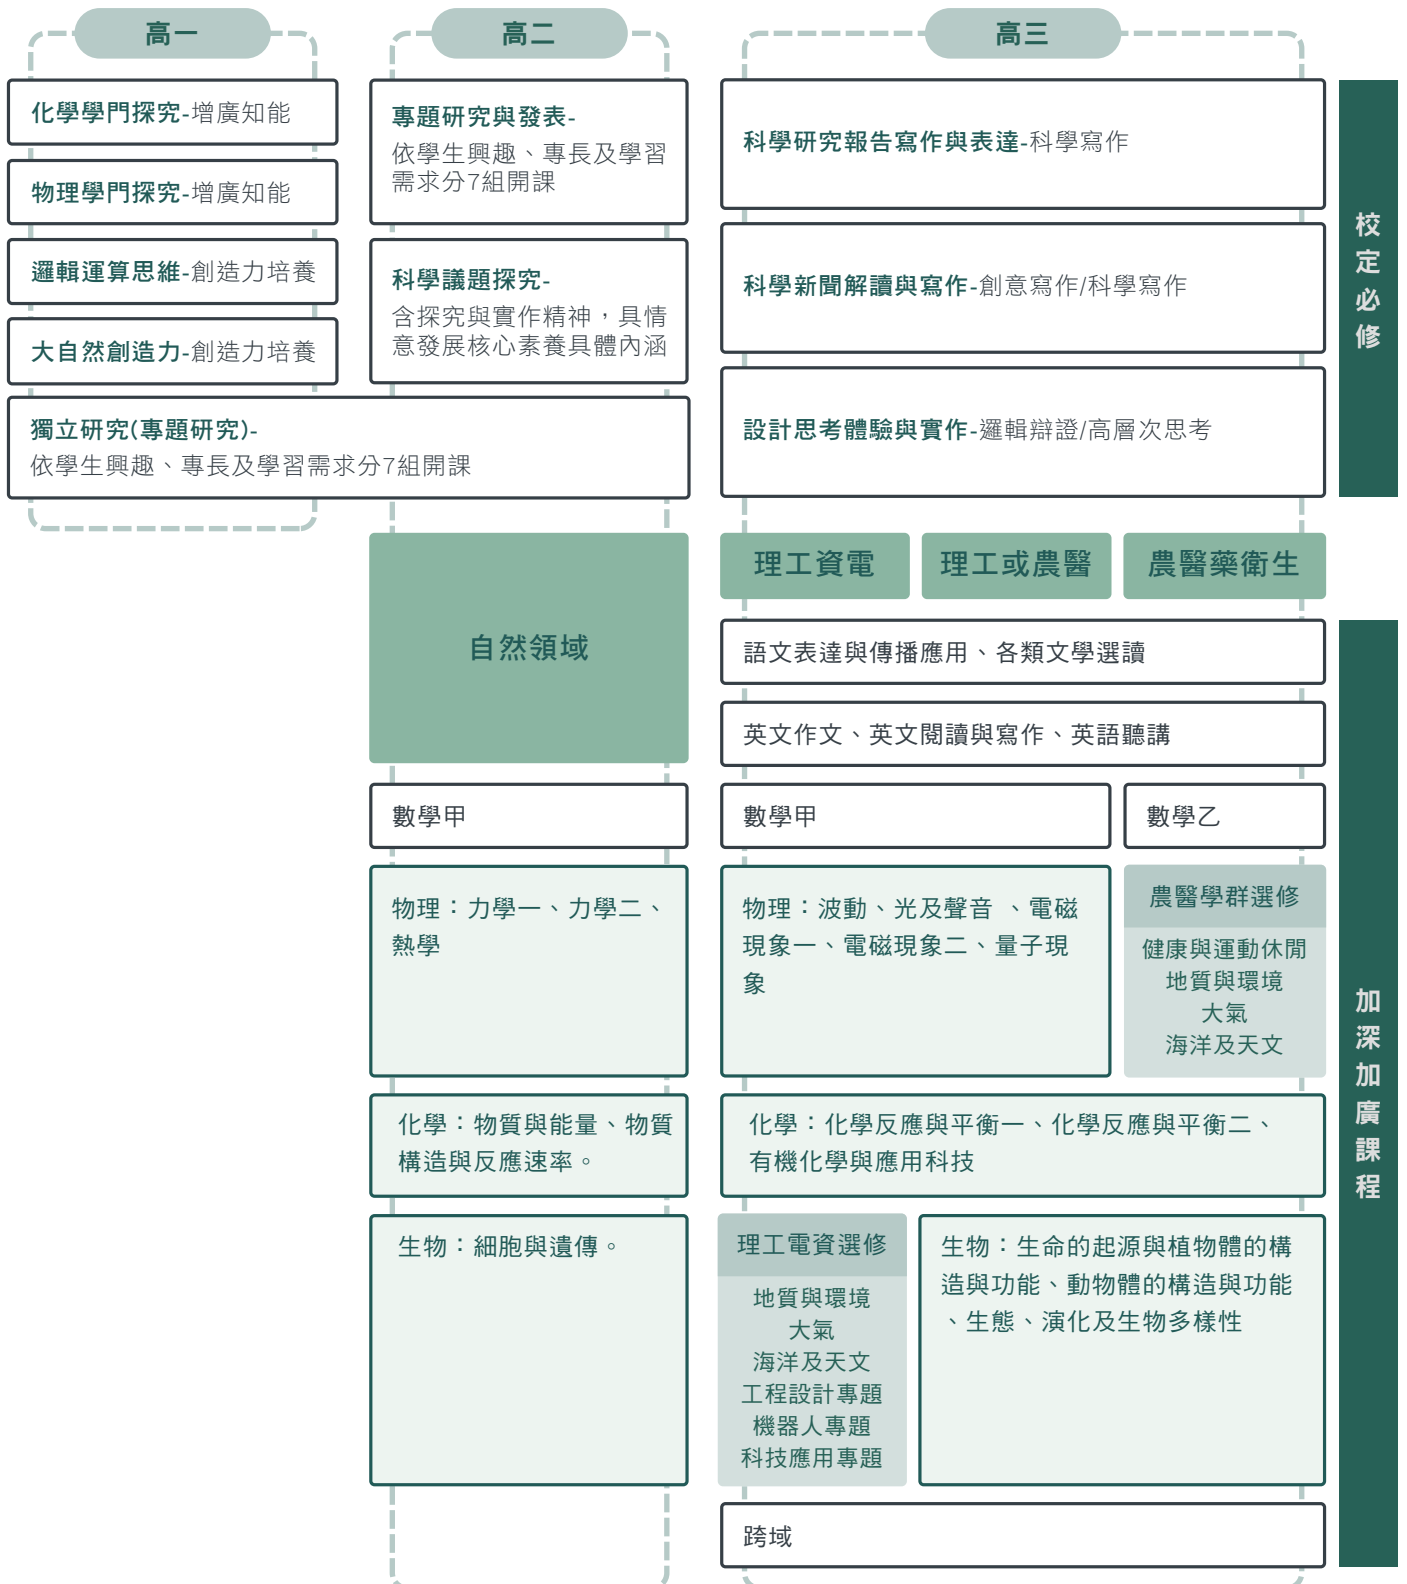 高一
高二
高三
化學學門探究-增廣知能
物理學門探究-增廣知能
邏輯運算思維-創造力培養
大自然創造力-創造力培養
專題研究與發表-
依學生興趣、專長及學習
需求分7組開課
科學議題探究-
含探究與實作精神，具情
意發展核心素養具體內涵
獨立研究(專題研究)-
依學生興趣、專長及學習需求分7組開課
科學研究報告寫作與表達-科學寫作
科學新聞解讀與寫作-創意寫作/科學寫作
設計思考體驗與實作-邏輯辯證/高層次思考
校定必修
自然領域
理工資電
理工或農醫
農醫藥衛生
語文表達與傳播應用、各類文學選讀
英文作文、英文閱讀與寫作、英語聽講
數學甲
數學甲
數學乙
物理：力學一、力學二、
熱學
物理：波動、光及聲音 、電磁
現象一、電磁現象二、量子現
象
農醫學群選修
健康與運動休閒
地質與環境
大氣
海洋及天文
化學：物質與能量、物質
構造與反應速率。
化學：化學反應與平衡一、化學反應與平衡二、
有機化學與應用科技
生物：細胞與遺傳。
理工電資選修
地質與環境
大氣
海洋及天文
工程設計專題
機器人專題
科技應用專題
生物：生命的起源與植物體的構
造與功能、動物體的構造與功能
、生態、演化及生物多樣性
跨域
加深加廣課程